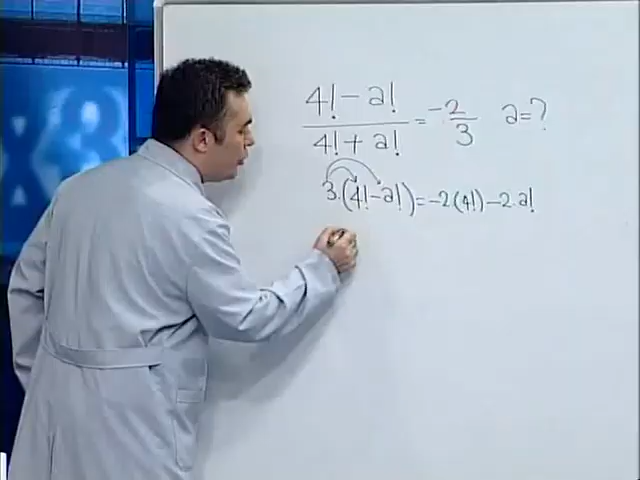 4! - a! / 4! + a! = -2/3 a=?
3.(4! - a!) = -2(4!) - 2.a!